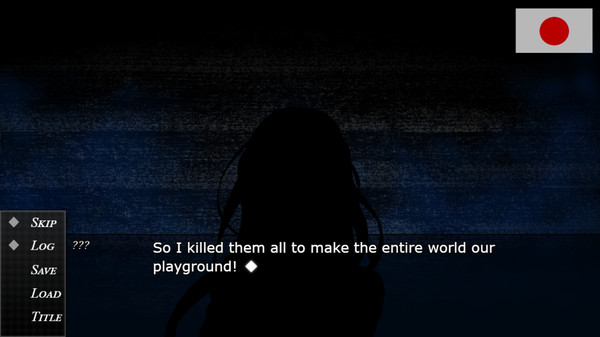 Skip
Log
Save
Load
Title
???
So I killed them all to make the entire world our
playground!